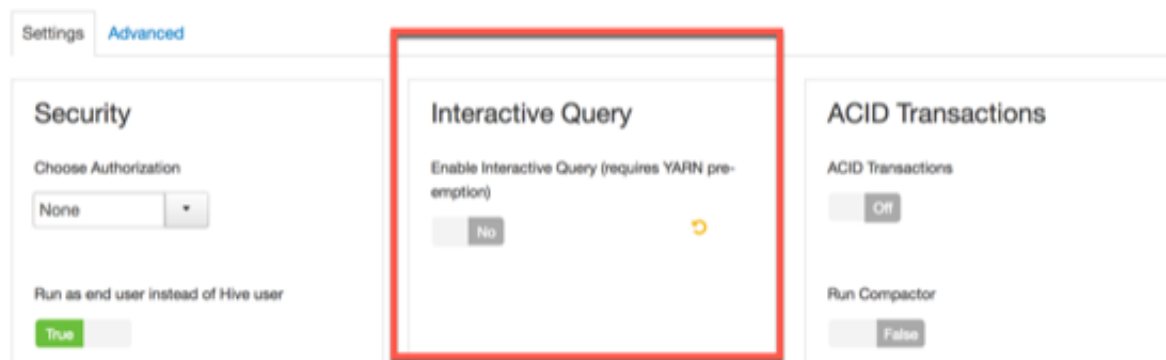 Settings
Advanced
Security
Choose Authorization
None
Run as end user instead of Hive user
True
Interactive Query
Enable Interactive Query (requires YARN pre-
emption)
No
ACID Transactions
ACID Transactions
Off
Run Compactor
False